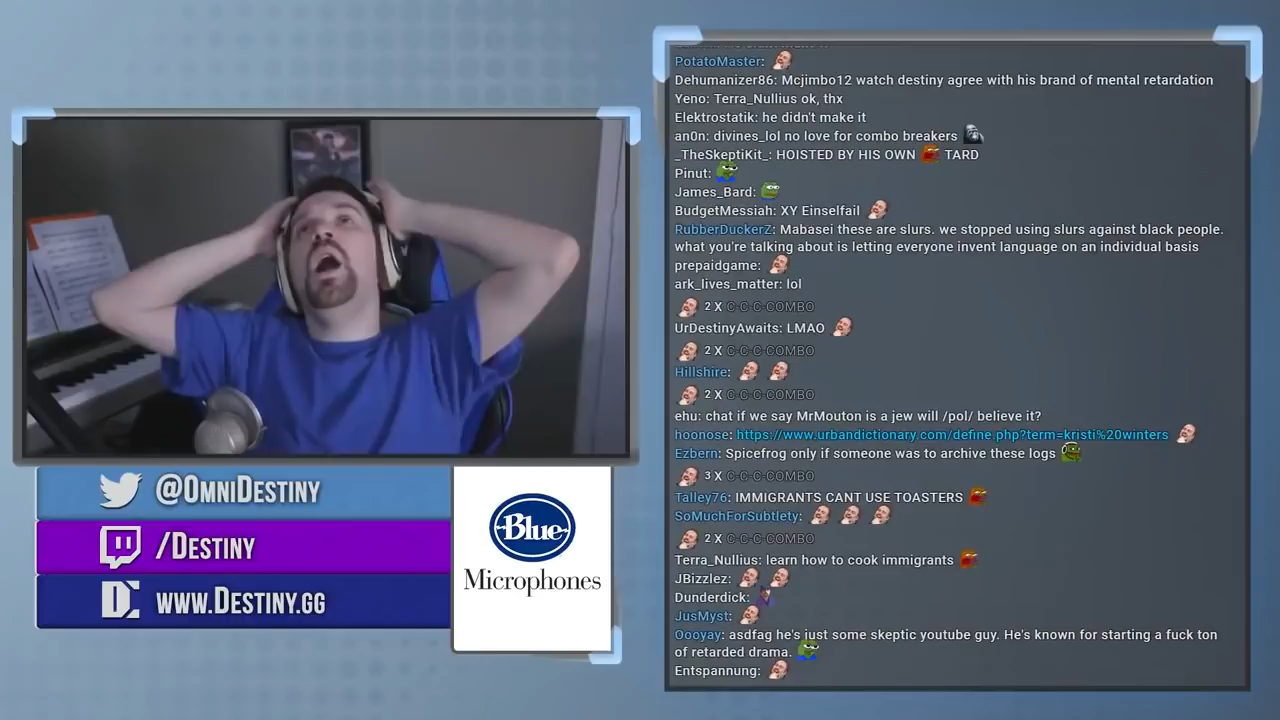 PotatoMaster:
Dehumanizer86: Mcjimbo12 watch destiny agree with his brand of mental retardation
Yeno: Terra_Nullius ok, thx
Elektrostatik: he didn't make it
an0n: divines_lol no love for combo breakers
_TheSkeptiKit_: HOISTED BY HIS OWN TARD
Pinut:
James_Bard:
BudgetMessiah: XY Einselfail
RubberDuckerZ: Mabasei these are slurs. we stopped using slurs against black people.
what you're talking about is letting everyone invent language on an individual basis
prepaidgame:
ark_lives_matter: lol
2 X C-C-C-COMBO
UrDestinyAwaits: LMAO
2 X C-C-C-COMBO
Hillshire:
2 X C-C-C-COMBO
ehu: chat if we say MrMouton is a jew will /pol/ believe it?
hoonose: https://www.urbandictionary.com/define.php?term=kristi%20winters
Ezbern: Spicefrog only if someone was to archive these logs
3 X C-C-C-COMBO
Talley76: IMMIGRANTS CANT USE TOASTERS
SoMuchForSubtlety:
2 X C-C-C-COMBO
Terra_Nullius: learn how to cook immigrants
JBizzlez:
Dunderdick:
JusMyst:
Oooyay: asdfag he's just some skeptic youtube guy. He's known for starting a fuck ton
of retarded drama.
Entspannung:
@OmniDestiny
/Destiny
www.Destiny.gg
Blue
Microphones